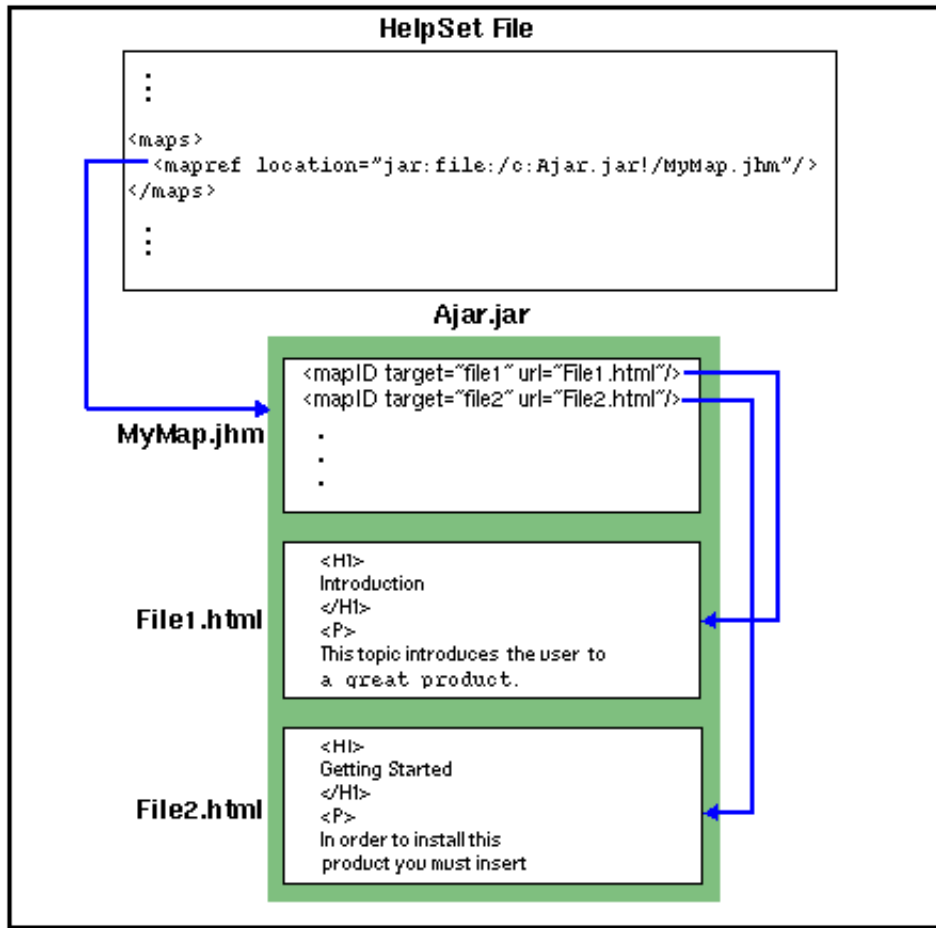 HelpSet File
<maps>
<mapref location="jar:file:/c:Ajar.jar!/MyMap.jhm"/>
</maps>
Ajar.jar
<mapID target="file1" url="File1.html"/>
<mapID target="file2" url="File2.html"/>
MyMap.jhm
<H1>
Introduction
</H1>
<P>
This topic introduces the user to
a great product.
File1.html
<H1>
Getting Started
</H1>
<P>
In order to install this
product you must insert
File2.html